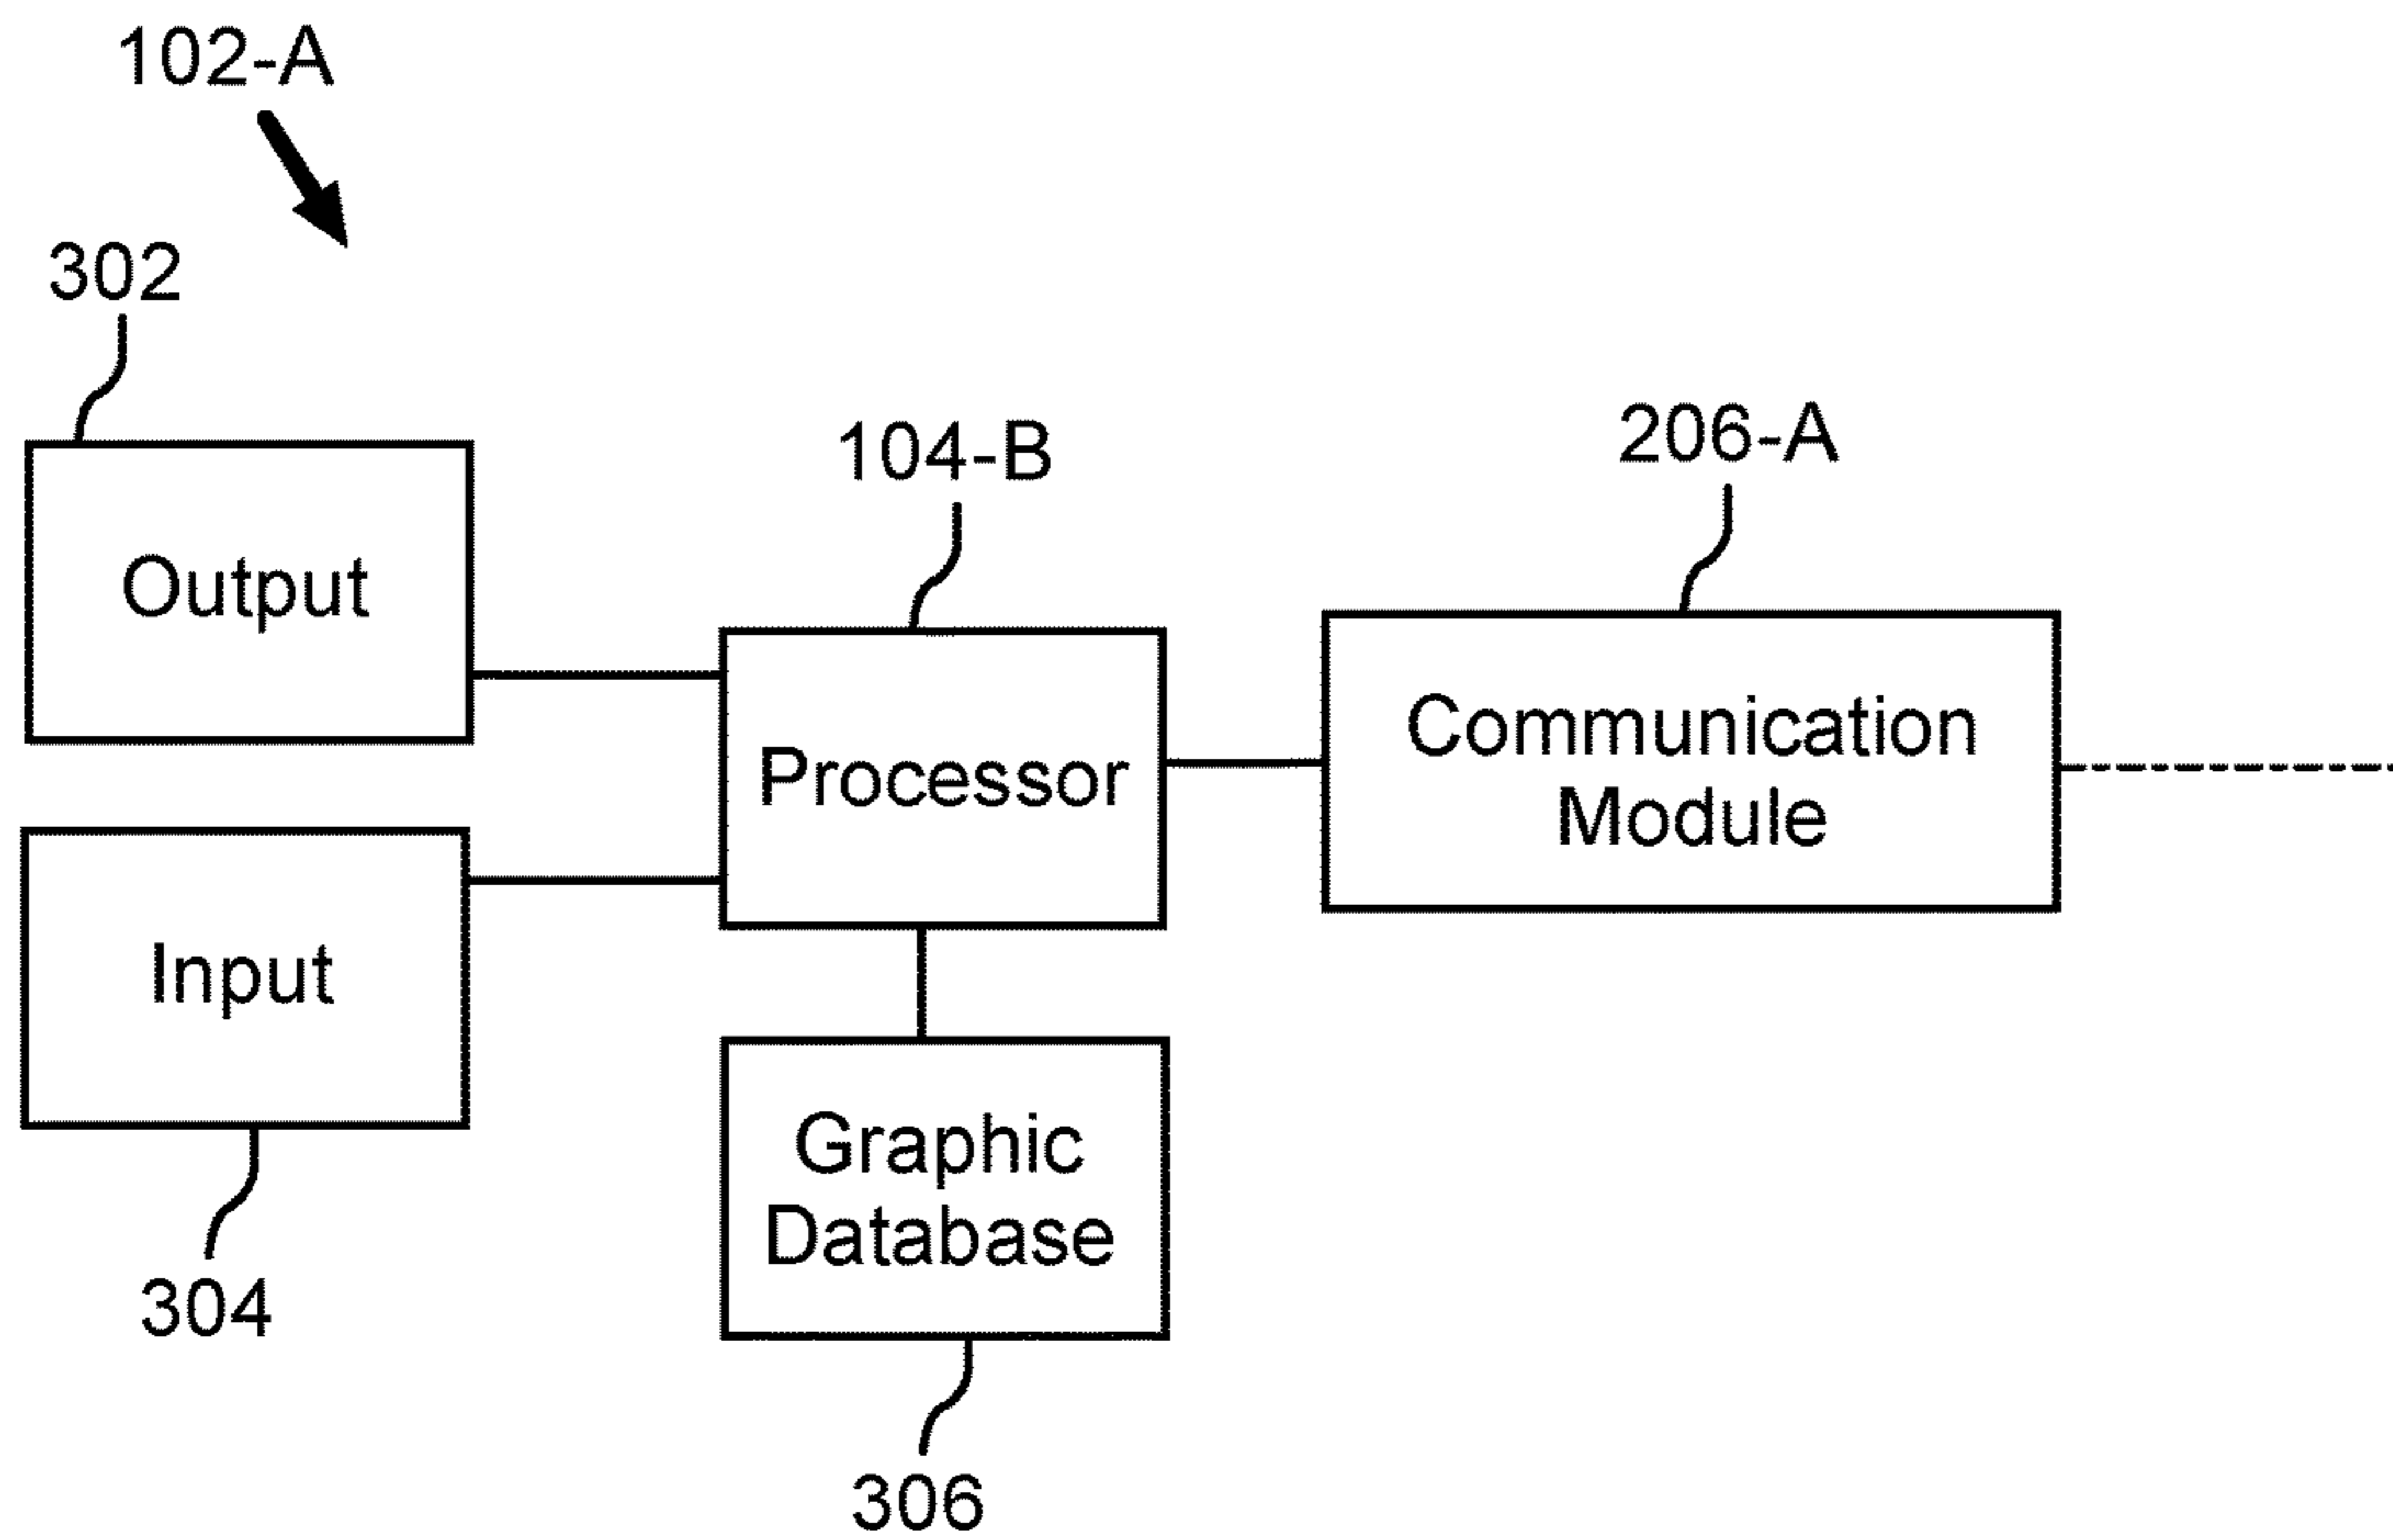 102-A
302
Output
104-B
Processor
206-A
Communication
Module
Input
304
Graphic
Database
306